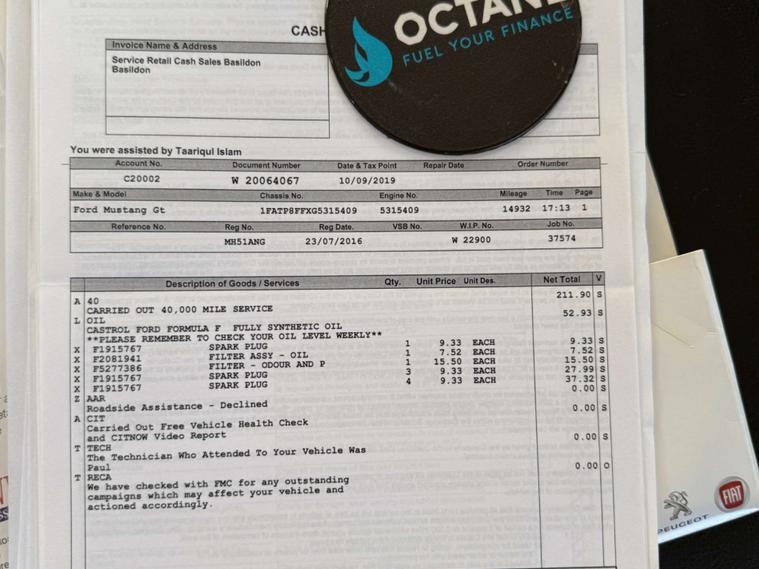 OCTANE
FUEL YOUR FINANCE
CASH
Invoice Name & Address
Service Retail Cash Sales Basildon
Basildon
You were assisted by Taariqul Islam
Account No. Document Number Date & Tax Point Repair Date Order Number
C20002 W 20064067 10/09/2019
Make & Model Chassis No. Engine No. Mileage Time Page
Ford Mustang Gt 1FATP8FFXG5315409 5315409 14932 17:13 1
Reference No. Reg No. Reg Date. VSB No. W.I.P. No. Job No.
MH51ANG 23/07/2016 W 22900 37574
Description of Goods / Services Qty. Unit Price Unit Des. Net Total V
A 40 211.90 S
CARRIED OUT 40,000 MILE SERVICE
L OIL 52.93 S
CASTROL FORD FORMULA F FULLY SYNTHETIC OIL
**PLEASE REMEMBER TO CHECK YOUR OIL LEVEL WEEKLY**
X F1915767 SPARK PLUG 1 9.33 EACH 9.33 S
X F2081941 FILTER ASSY - OIL 1 7.52 EACH 7.52 S
X F5277386 FILTER - ODOUR AND P 1 15.50 EACH 15.50 S
X F1915767 SPARK PLUG 3 9.33 EACH 27.99 S
X F1915767 SPARK PLUG 4 9.33 EACH 37.32 S
Z AAR 0.00 S
Roadside Assistance - Declined
A CIT 0.00 S
Carried Out Free Vehicle Health Check
and CITNOW Video Report
T TECH 0.00 S
The Technician Who Attended To Your Vehicle Was
Paul
T RECA 0.00 O
We have checked with FMC for any outstanding
campaigns which may affect your vehicle and
actioned accordingly.
PEUGEOT
FIAT